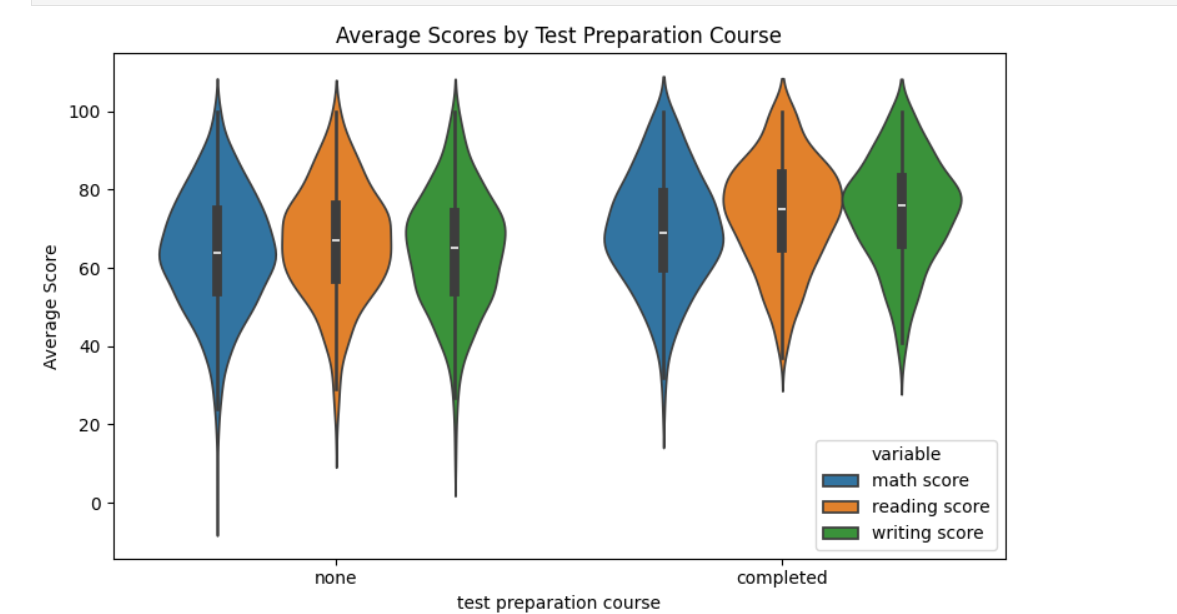 Average Scores by Test Preparation Course
Average Score
100
80
60
40
20
0
none
completed
test preparation course
variable
math score
reading score
writing score